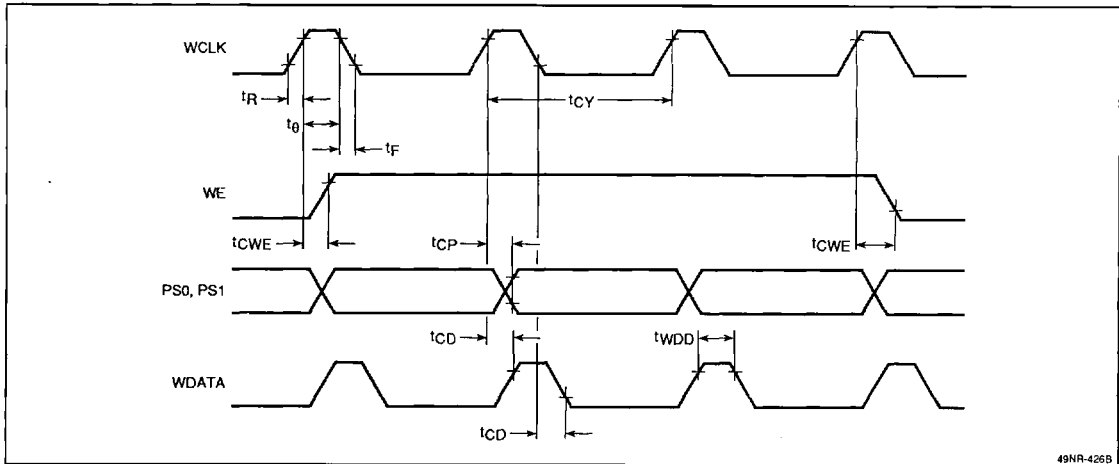 WCLK
tR
tCY
tθ
tF
WE
tCWE
tCP
tCWE
PS0, PS1
tCD
tWDD
WDATA
tCD
49NR-426B